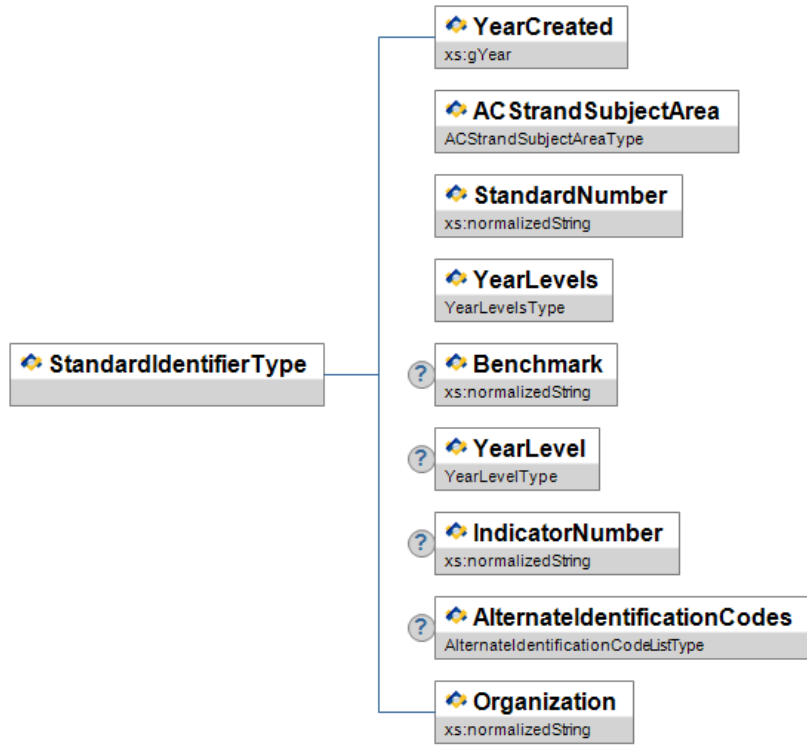 YearCreated
xs:gYear
ACStrandSubjectArea
ACStrandSubjectAreaType
StandardNumber
xs:normalizedString
YearLevels
YearLevelsType
StandardIdentifierType
?
Benchmark
xs:normalizedString
?
YearLevel
YearLevelType
?
IndicatorNumber
xs:normalizedString
?
AlternateIdentificationCodes
AlternateIdentificationCodeListType
Organization
xs:normalizedString